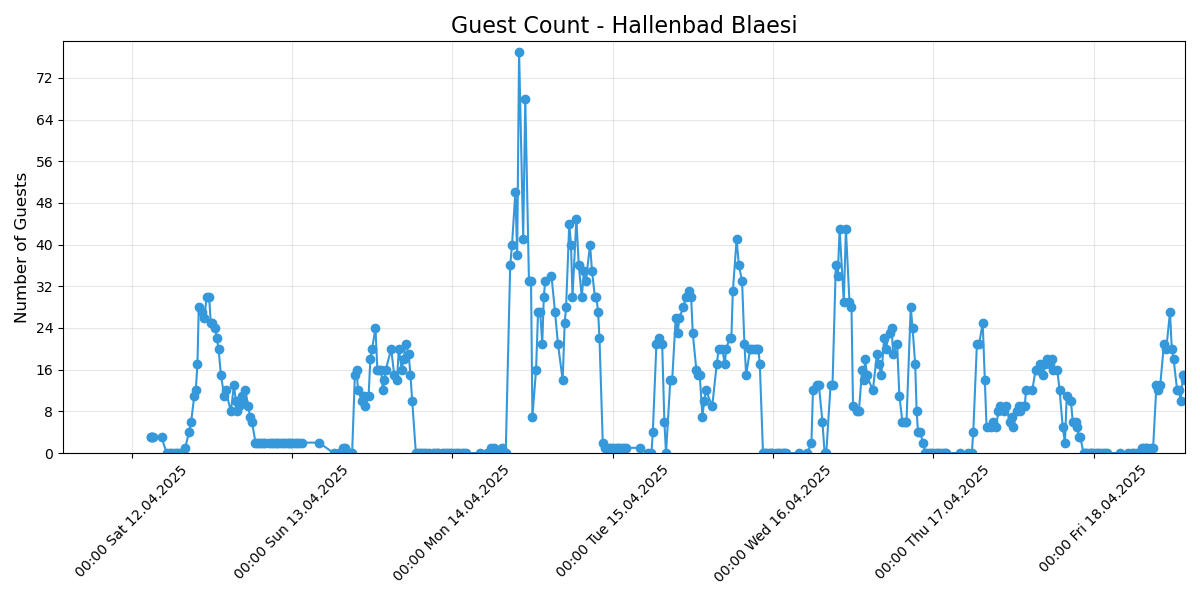 Guest Count - Hallenbad Blaesi
Number of Guests
72
64
56
48
40
32
24
16
8
0
00:00 Sat 12.04.2025
00:00 Sun 13.04.2025
00:00 Mon 14.04.2025
00:00 Tue 15.04.2025
00:00 Wed 16.04.2025
00:00 Thu 17.04.2025
00:00 Fri 18.04.2025